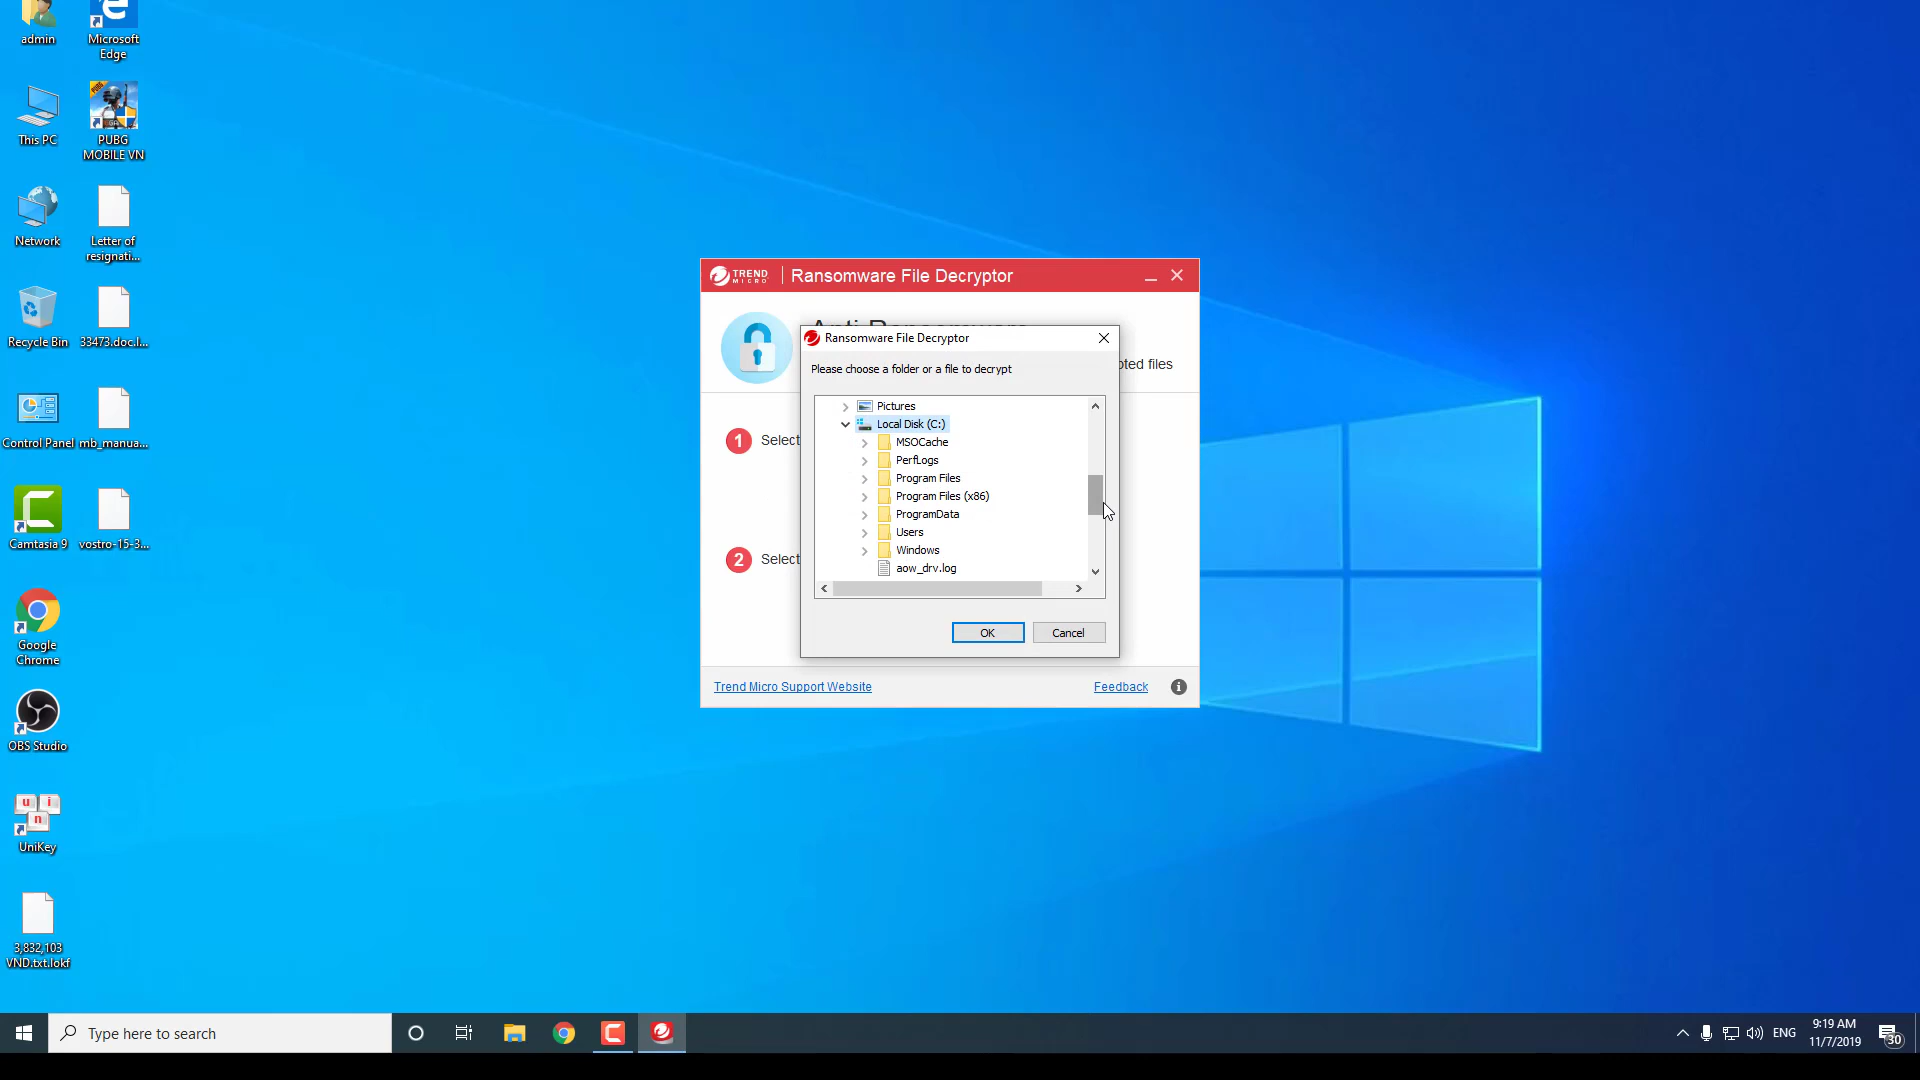 admin
Microsoft
Edge
This PC
PUBG
MOBILE VN
Network
Letter of
resignati...
Recycle Bin
33473.doc.l...
Control Panel
mb_manua...
Camtasia 9
vostro-15-3...
Google
Chrome
OBS Studio
UniKey
3,832,103
VND.txt.lokf
TREND
MICRO
Ransomware File Decryptor
Ransomware File Decryptor
Please choose a folder or a file to decrypt
files
Pictures
Local Disk (C:)
MSOCache
PerfLogs
Program Files
Program Files (x86)
ProgramData
Users
Windows
aow_drv.log
1 Select
2 Select
OK
Cancel
Trend Micro Support Website
Feedback
Type here to search
ENG
9:19 AM
11/7/2019
30